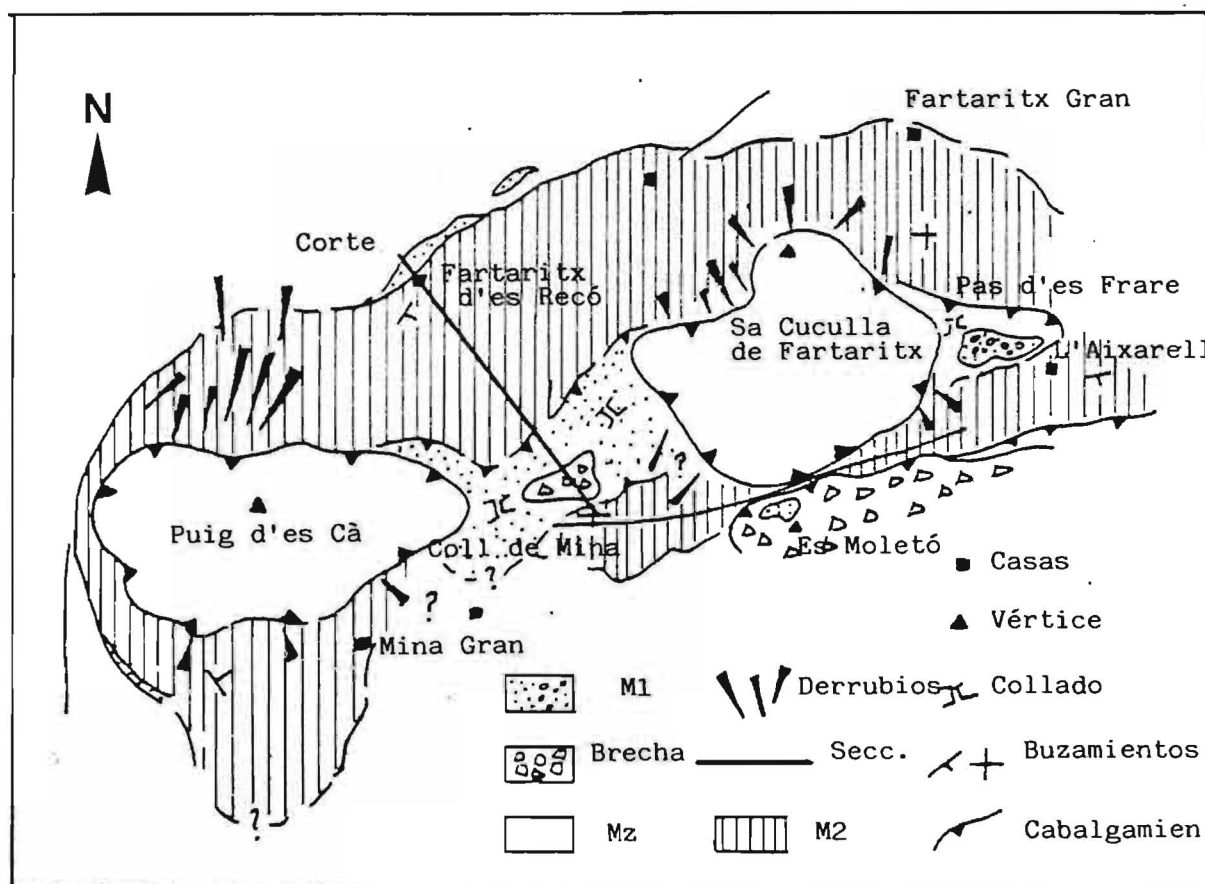 N
Fartaritx Gran
Corte
Fartaritx
d'es Recó
Pas d'es Frare
Sa Cuculla
de Fartaritx
L'Aixarell
?
Puig d'es Cà
Coll de Mina
Es Moletó
?
?
Mina Gran
?
Casas
Vértice
M1
Derrubios
Collado
Brecha
Secc.
Buzamientos
Mz
M2
Cabalgamien